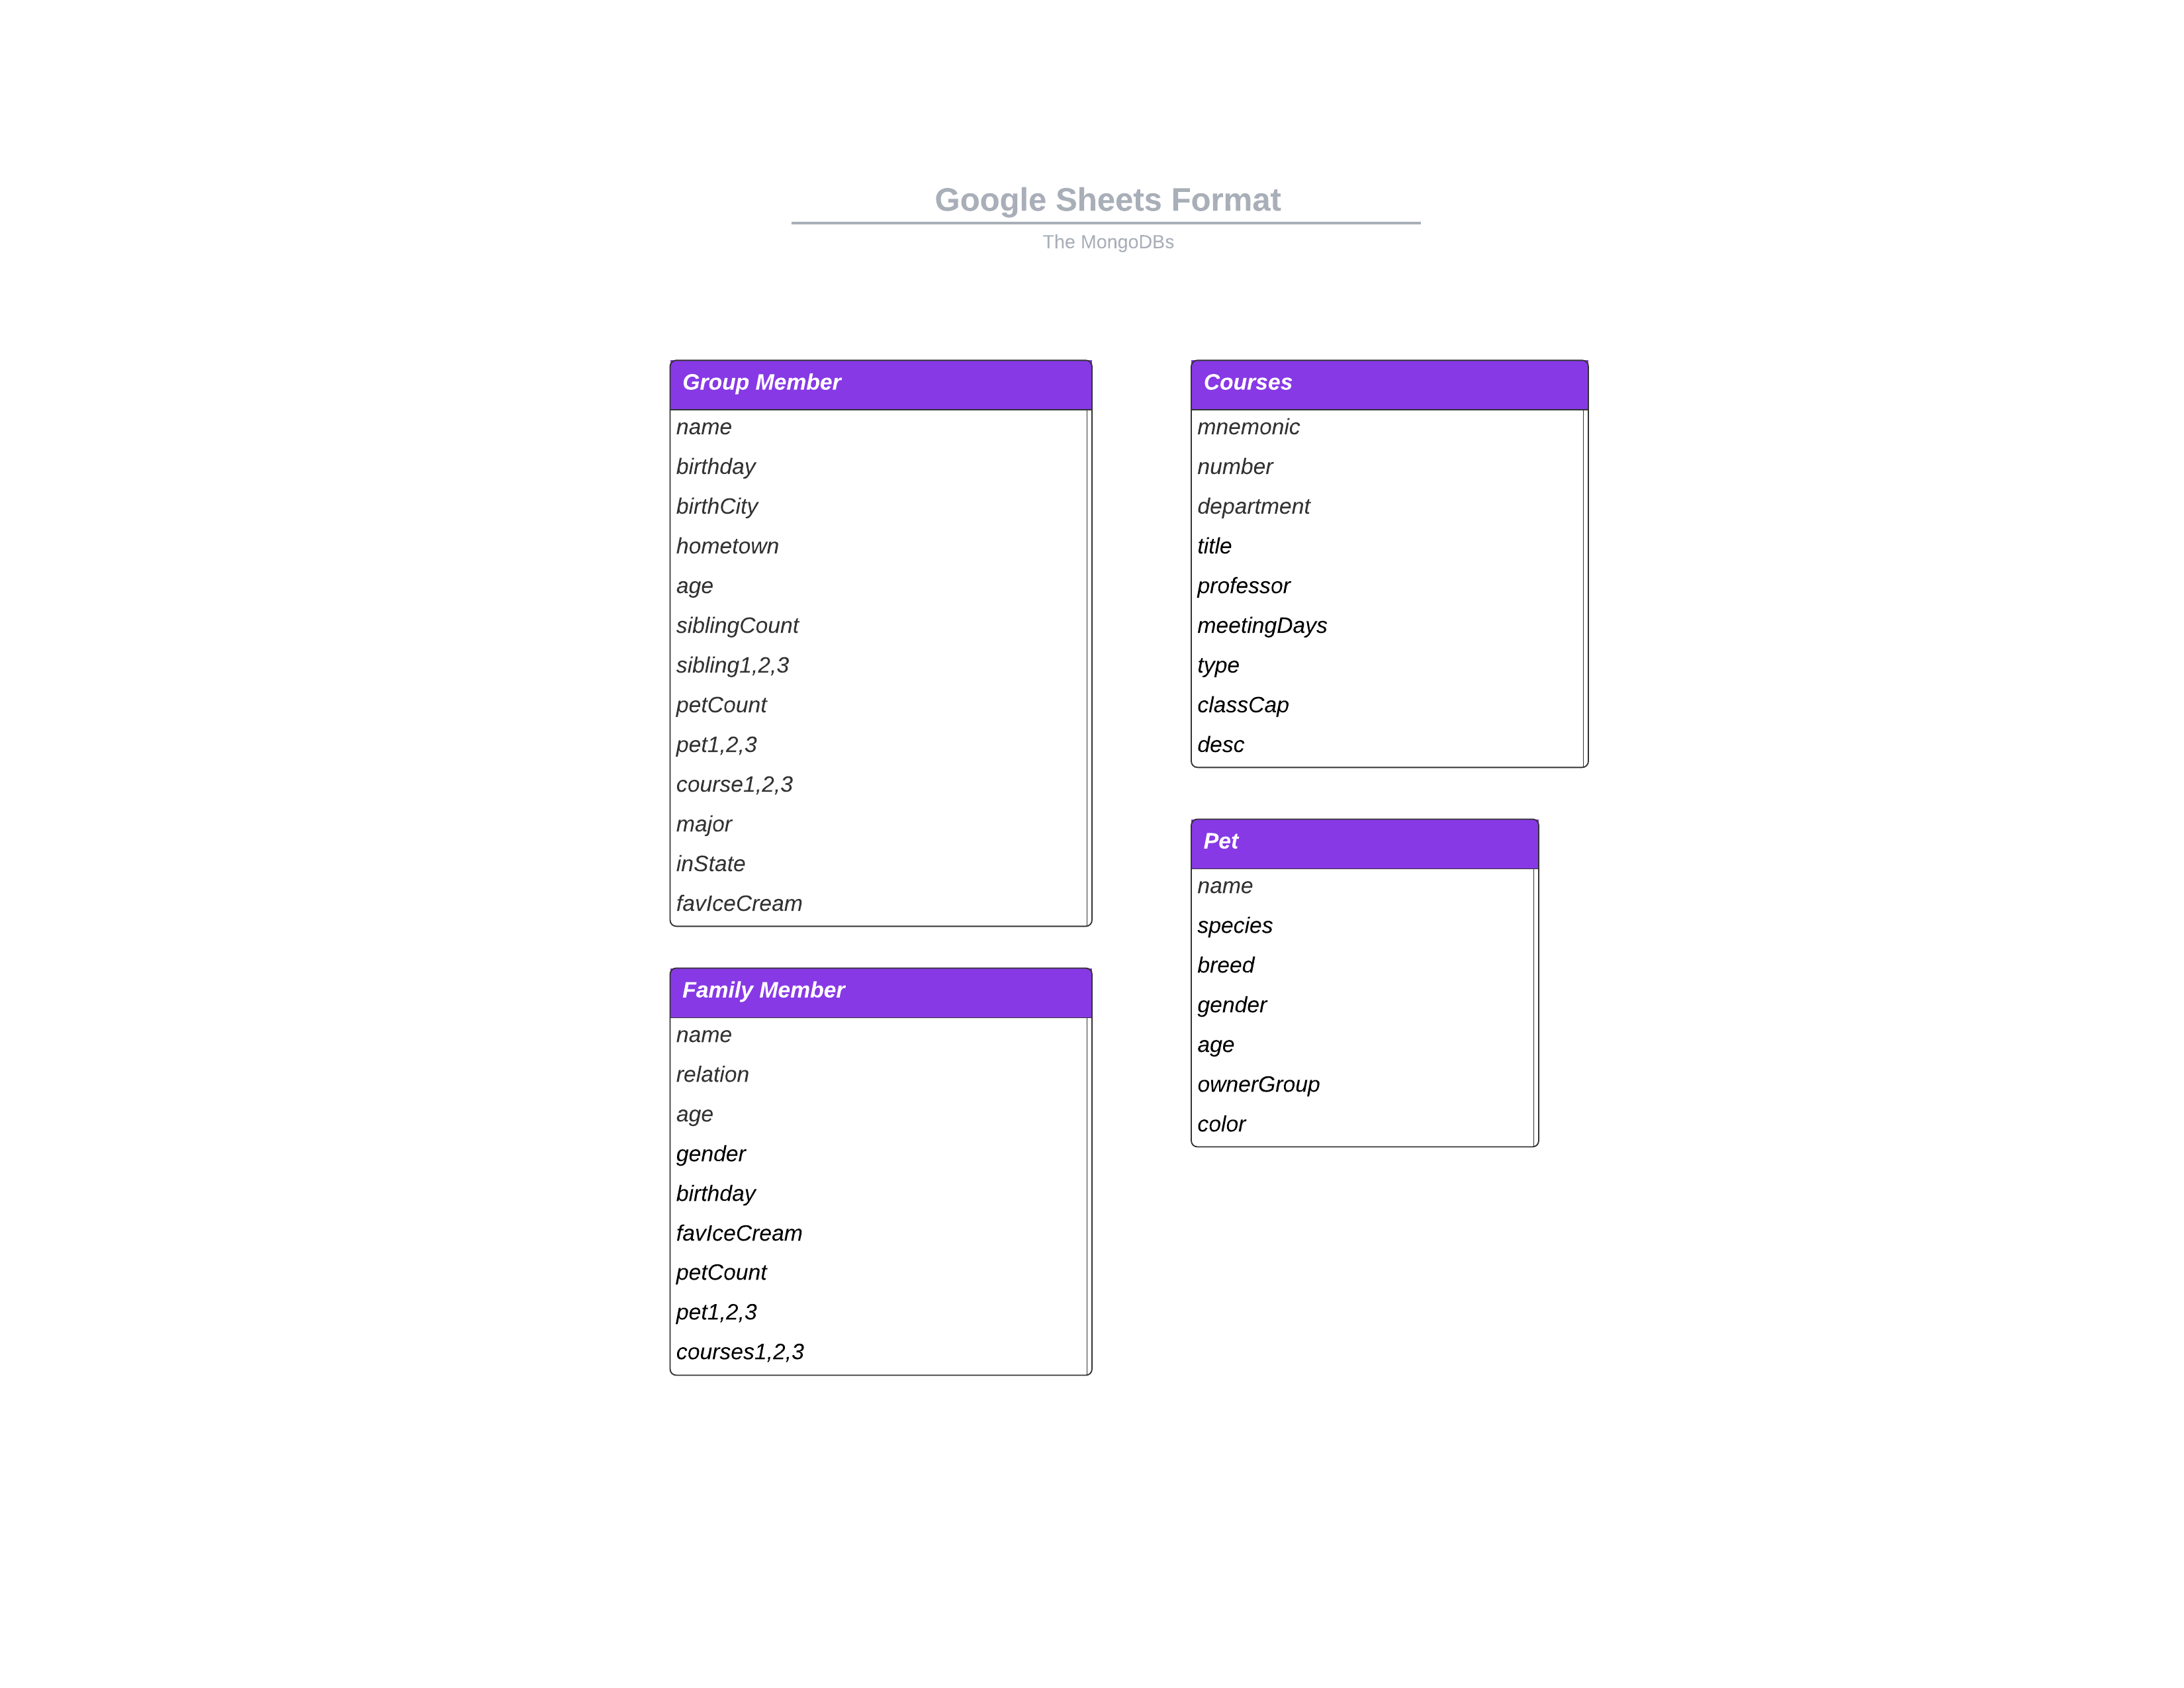 Google Sheets Format
The MongoDBs
Group Member
name
birthday
birthCity
hometown
age
siblingCount
sibling1,2,3
petCount
pet1,2,3
course1,2,3
major
inState
favIceCream
Family Member
name
relation
age
gender
birthday
favIceCream
petCount
pet1,2,3
courses1,2,3
Courses
mnemonic
number
department
title
professor
meetingDays
type
classCap
desc
Pet
name
species
breed
gender
age
ownerGroup
color